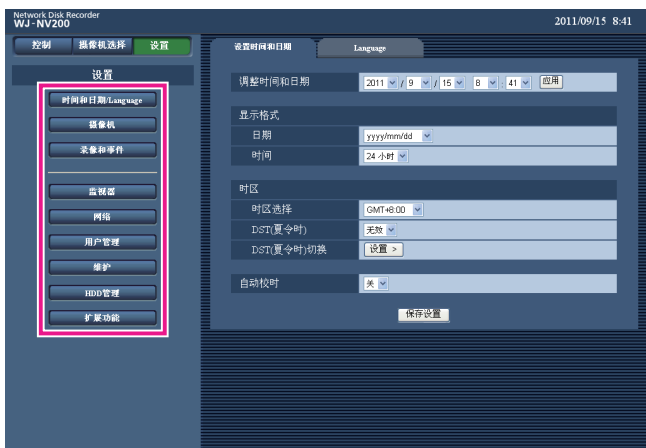 Network Disk Recorder
WJ-NV200
2011/09/15 8:41
控制 摄像机选择 设置
设置
时间和日期/Language
摄像机
录像和事件
监视器
网络
用户管理
维护
HDD管理
扩展功能
设置时间和日期 Language
调整时间和日期 2011 / 9 / 15 8 : 41 应用
显示格式
日期 yyyy/mm/dd
时间 24 小时
时区
时区选择 GMT+8:00
DST(夏令时) 无效
DST(夏令时)切换 设置 >
自动校时 关
保存设置